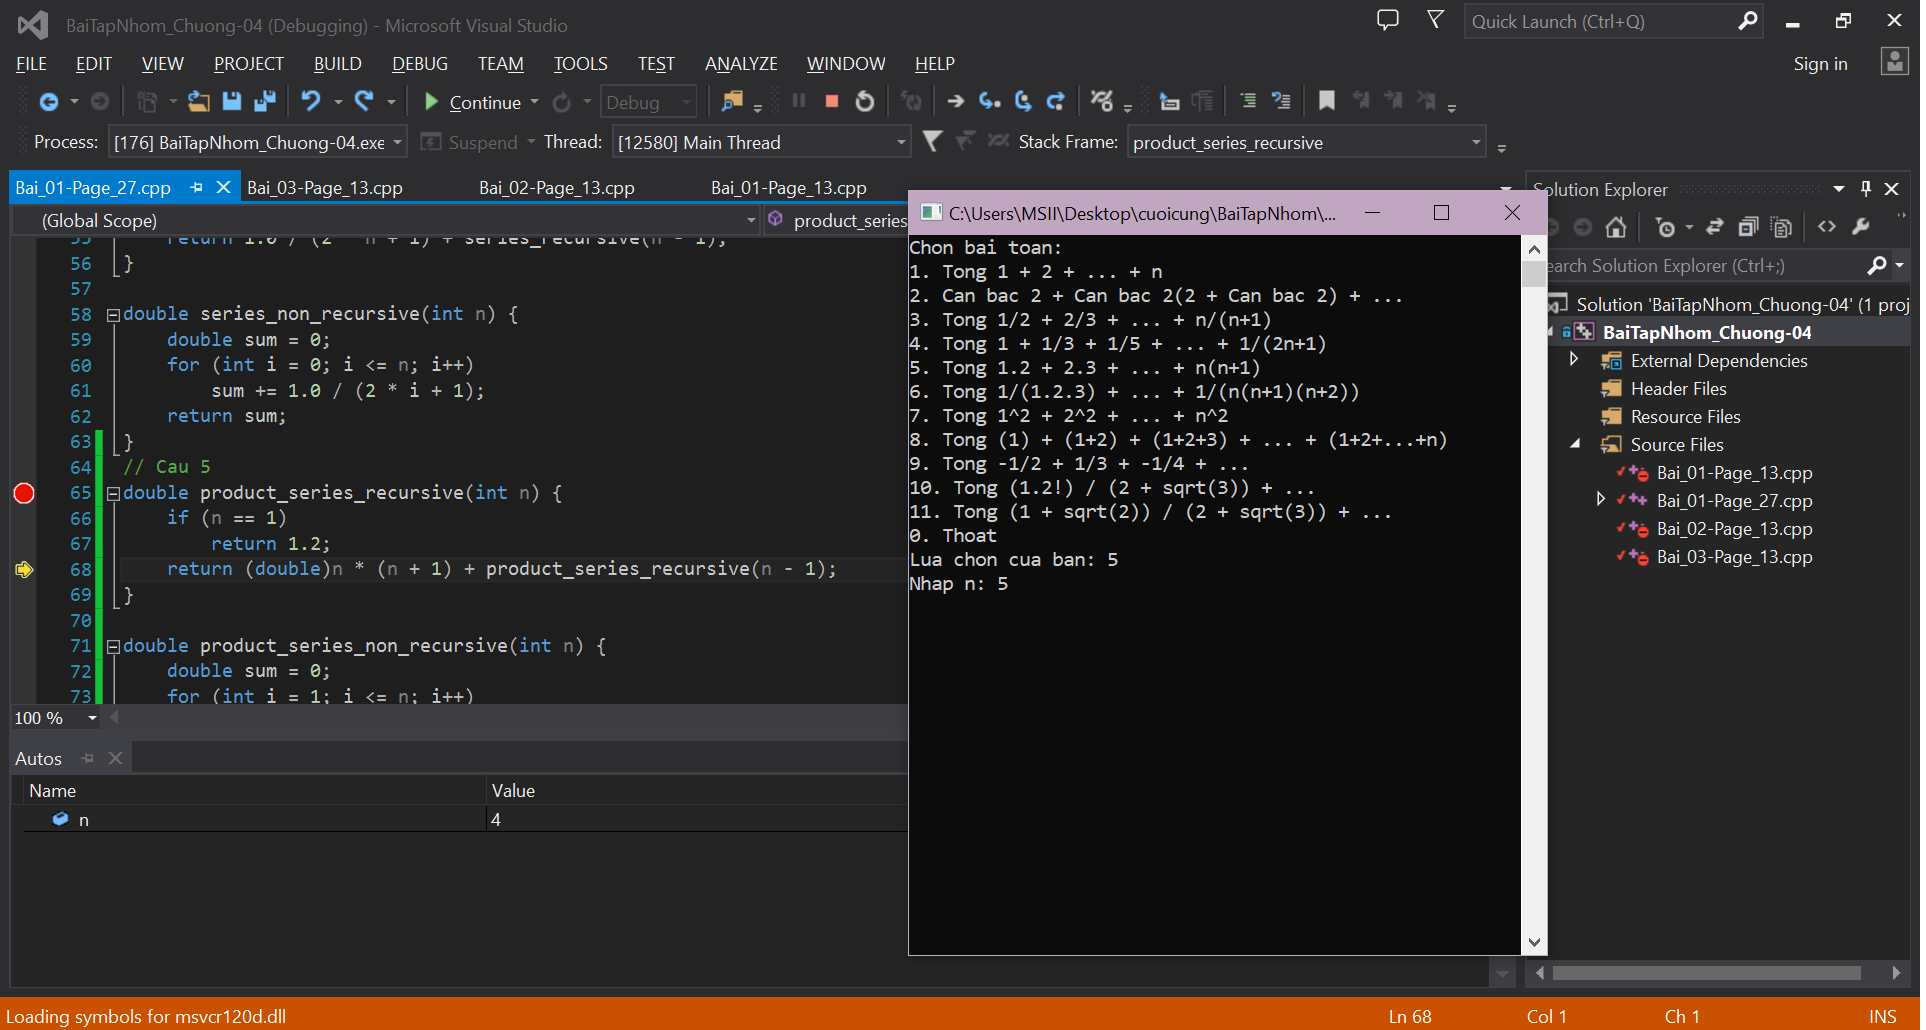 BaiTapNhom_Chuong-04 (Debugging) - Microsoft Visual Studio
Quick Launch (Ctrl+Q)
FILE EDIT VIEW PROJECT BUILD DEBUG TEAM TOOLS TEST ANALYZE WINDOW HELP
Sign in
Continue Debug
Process: [176] BaiTapNhom_Chuong-04.exe Suspend Thread: [12580] Main Thread Stack Frame: product_series_recursive
Bai_01-Page_27.cpp Bai_03-Page_13.cpp Bai_02-Page_13.cpp Bai_01-Page_13.cpp
(Global Scope) product_series
55 return 1.0 / (2 * n + 1) + series_recursive(n - 1);
56 }
57
58 double series_non_recursive(int n) {
59 double sum = 0;
60 for (int i = 0; i <= n; i++)
61 sum += 1.0 / (2 * i + 1);
62 return sum;
63 }
64 // Cau 5
65 double product_series_recursive(int n) {
66 if (n == 1)
67 return 1.2;
68 return (double)n * (n + 1) + product_series_recursive(n - 1);
69 }
70
71 double product_series_non_recursive(int n) {
72 double sum = 0;
73 for (int i = 1; i <= n; i++)
100 %
Autos
Name Value
n 4
C:\Users\MSII\Desktop\cuoicung\BaiTapNhom\...
Chon bai toan:
1. Tong 1 + 2 + ... + n
2. Can bac 2 + Can bac 2(2 + Can bac 2) + ...
3. Tong 1/2 + 2/3 + ... + n/(n+1)
4. Tong 1 + 1/3 + 1/5 + ... + 1/(2n+1)
5. Tong 1.2 + 2.3 + ... + n(n+1)
6. Tong 1/(1.2.3) + ... + 1/(n(n+1)(n+2))
7. Tong 1^2 + 2^2 + ... + n^2
8. Tong (1) + (1+2) + (1+2+3) + ... + (1+2+...+n)
9. Tong -1/2 + 1/3 + -1/4 + ...
10. Tong (1.2!) / (2 + sqrt(3)) + ...
11. Tong (1 + sqrt(2)) / (2 + sqrt(3)) + ...
0. Thoat
Lua chon cua ban: 5
Nhap n: 5
Solution Explorer
earch Solution Explorer (Ctrl+;)
Solution 'BaiTapNhom_Chuong-04' (1 proj
BaiTapNhom_Chuong-04
External Dependencies
Header Files
Resource Files
Source Files
Bai_01-Page_13.cpp
Bai_01-Page_27.cpp
Bai_02-Page_13.cpp
Bai_03-Page_13.cpp
Loading symbols for msvcr120d.dll Ln 68 Col 1 Ch 1 INS